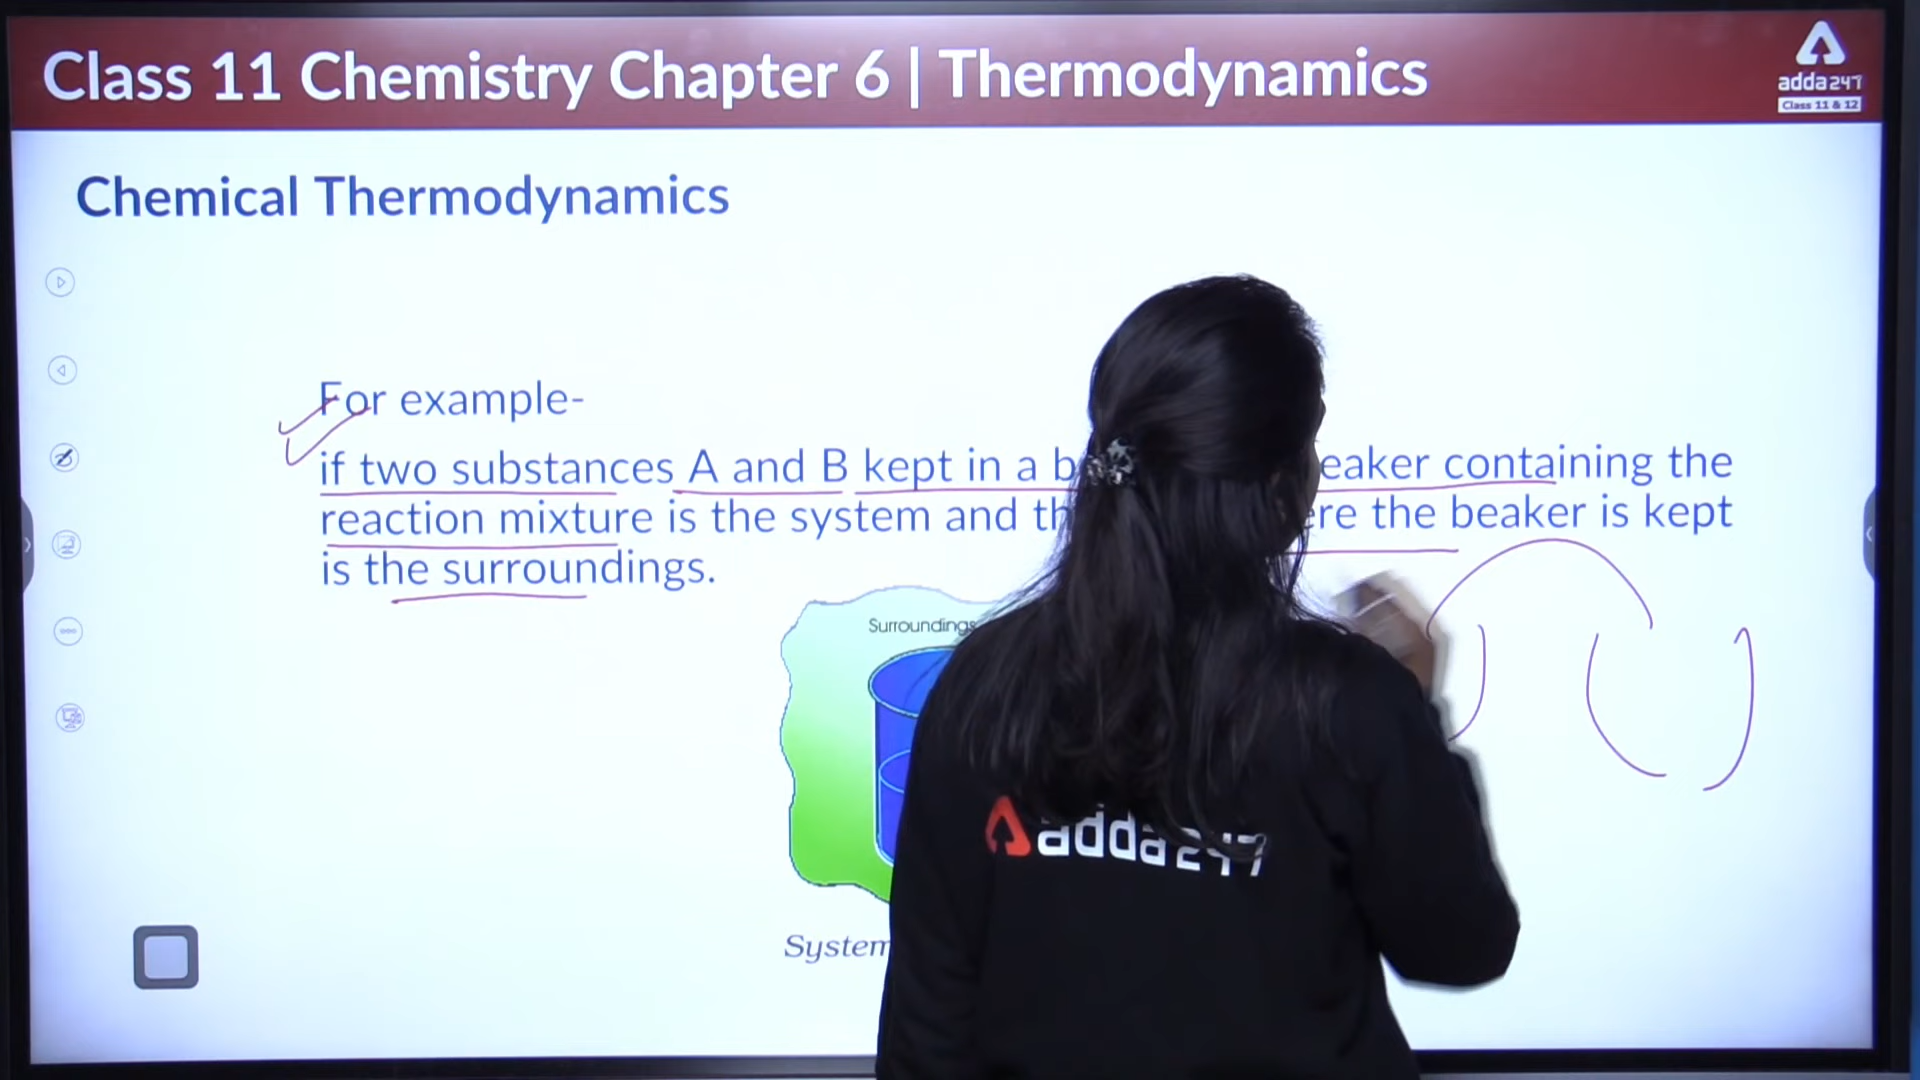 Class 11 Chemistry Chapter 6 | Thermodynamics
adda247
Class 11 & 12
Chemical Thermodynamics
For example-
if two substances A and B kept in a b eaker containing the
reaction mixture is the system and th re the beaker is kept
is the surroundings.
Surroundings
System
adda247